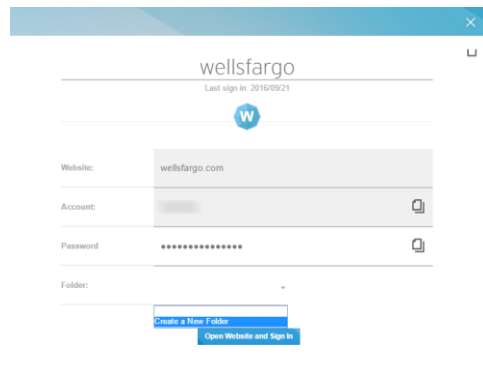 wellsfargo
Last sign in: 2016/09/21
W
Website: wellsfargo.com
Account:
Password ●●●●●●●●●●●●●●●
Folder:
Create a New Folder
Open Website and Sign In